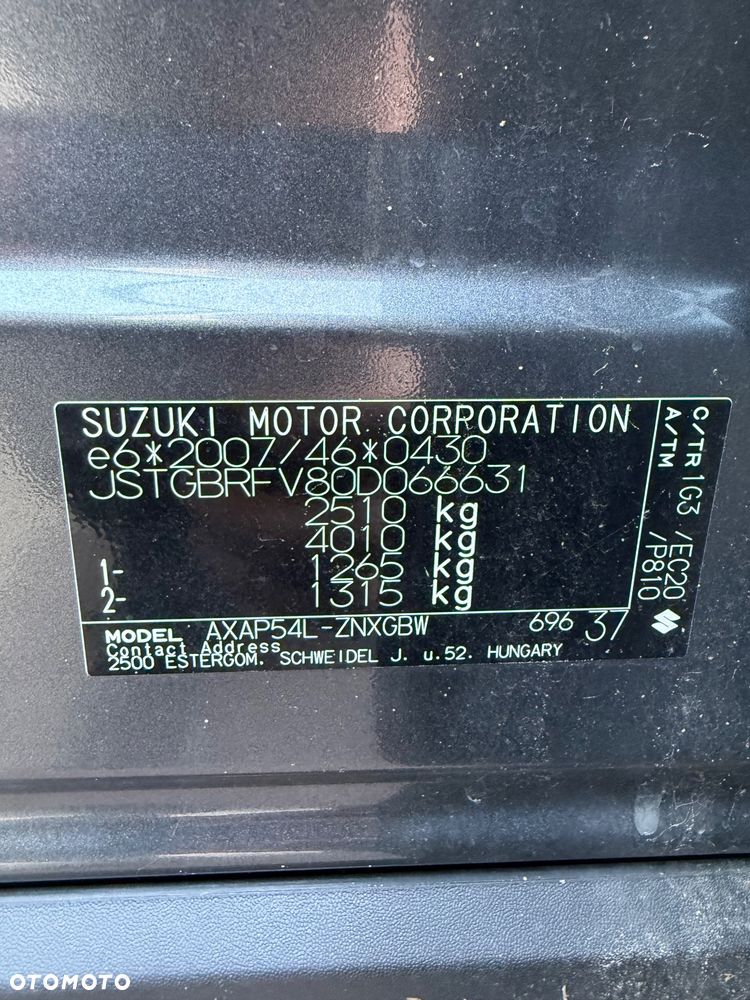 SUZUKI MOTOR CORPORATION
e6*2007/46*0430
JSTGBRFV80D066631
2510 kg
4010 kg
1- 1265 kg
2- 1315 kg
MODEL AXAP54L-ZNXGBW 696 37
Contact Address
2500 ESTERGOM. SCHWEIDEL J. u.52. HUNGARY
C/TR 1G3 /EC20
A/TM /P810
OTOMOTO